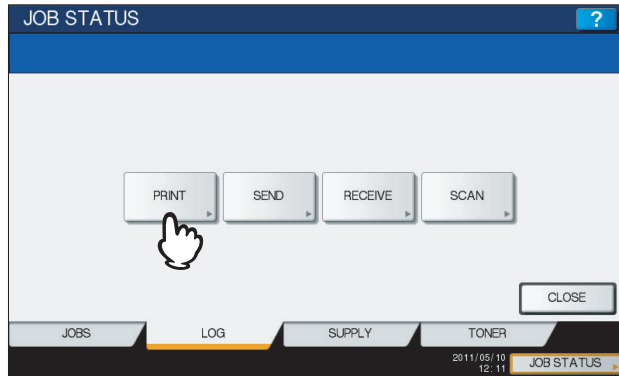 JOB STATUS ?
PRINT SEND RECEIVE SCAN
CLOSE
JOBS LOG SUPPLY TONER
2011/05/10
12:11
JOB STATUS